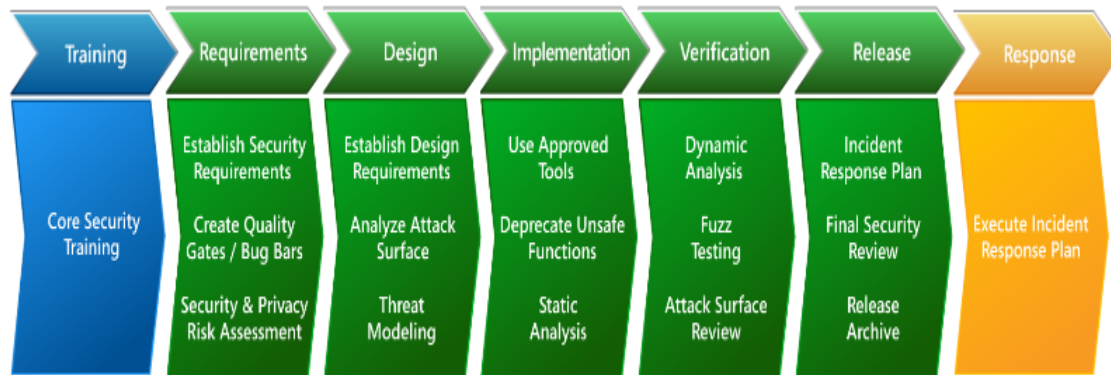 Training
Requirements
Design
Implementation
Verification
Release
Response
Core Security
Training
Establish Security
Requirements
Create Quality
Gates / Bug Bars
Security & Privacy
Risk Assessment
Establish Design
Requirements
Analyze Attack
Surface
Threat
Modeling
Use Approved
Tools
Deprecate Unsafe
Functions
Static
Analysis
Dynamic
Analysis
Fuzz
Testing
Attack Surface
Review
Incident
Response Plan
Final Security
Review
Release
Archive
Execute Incident
Response Plan